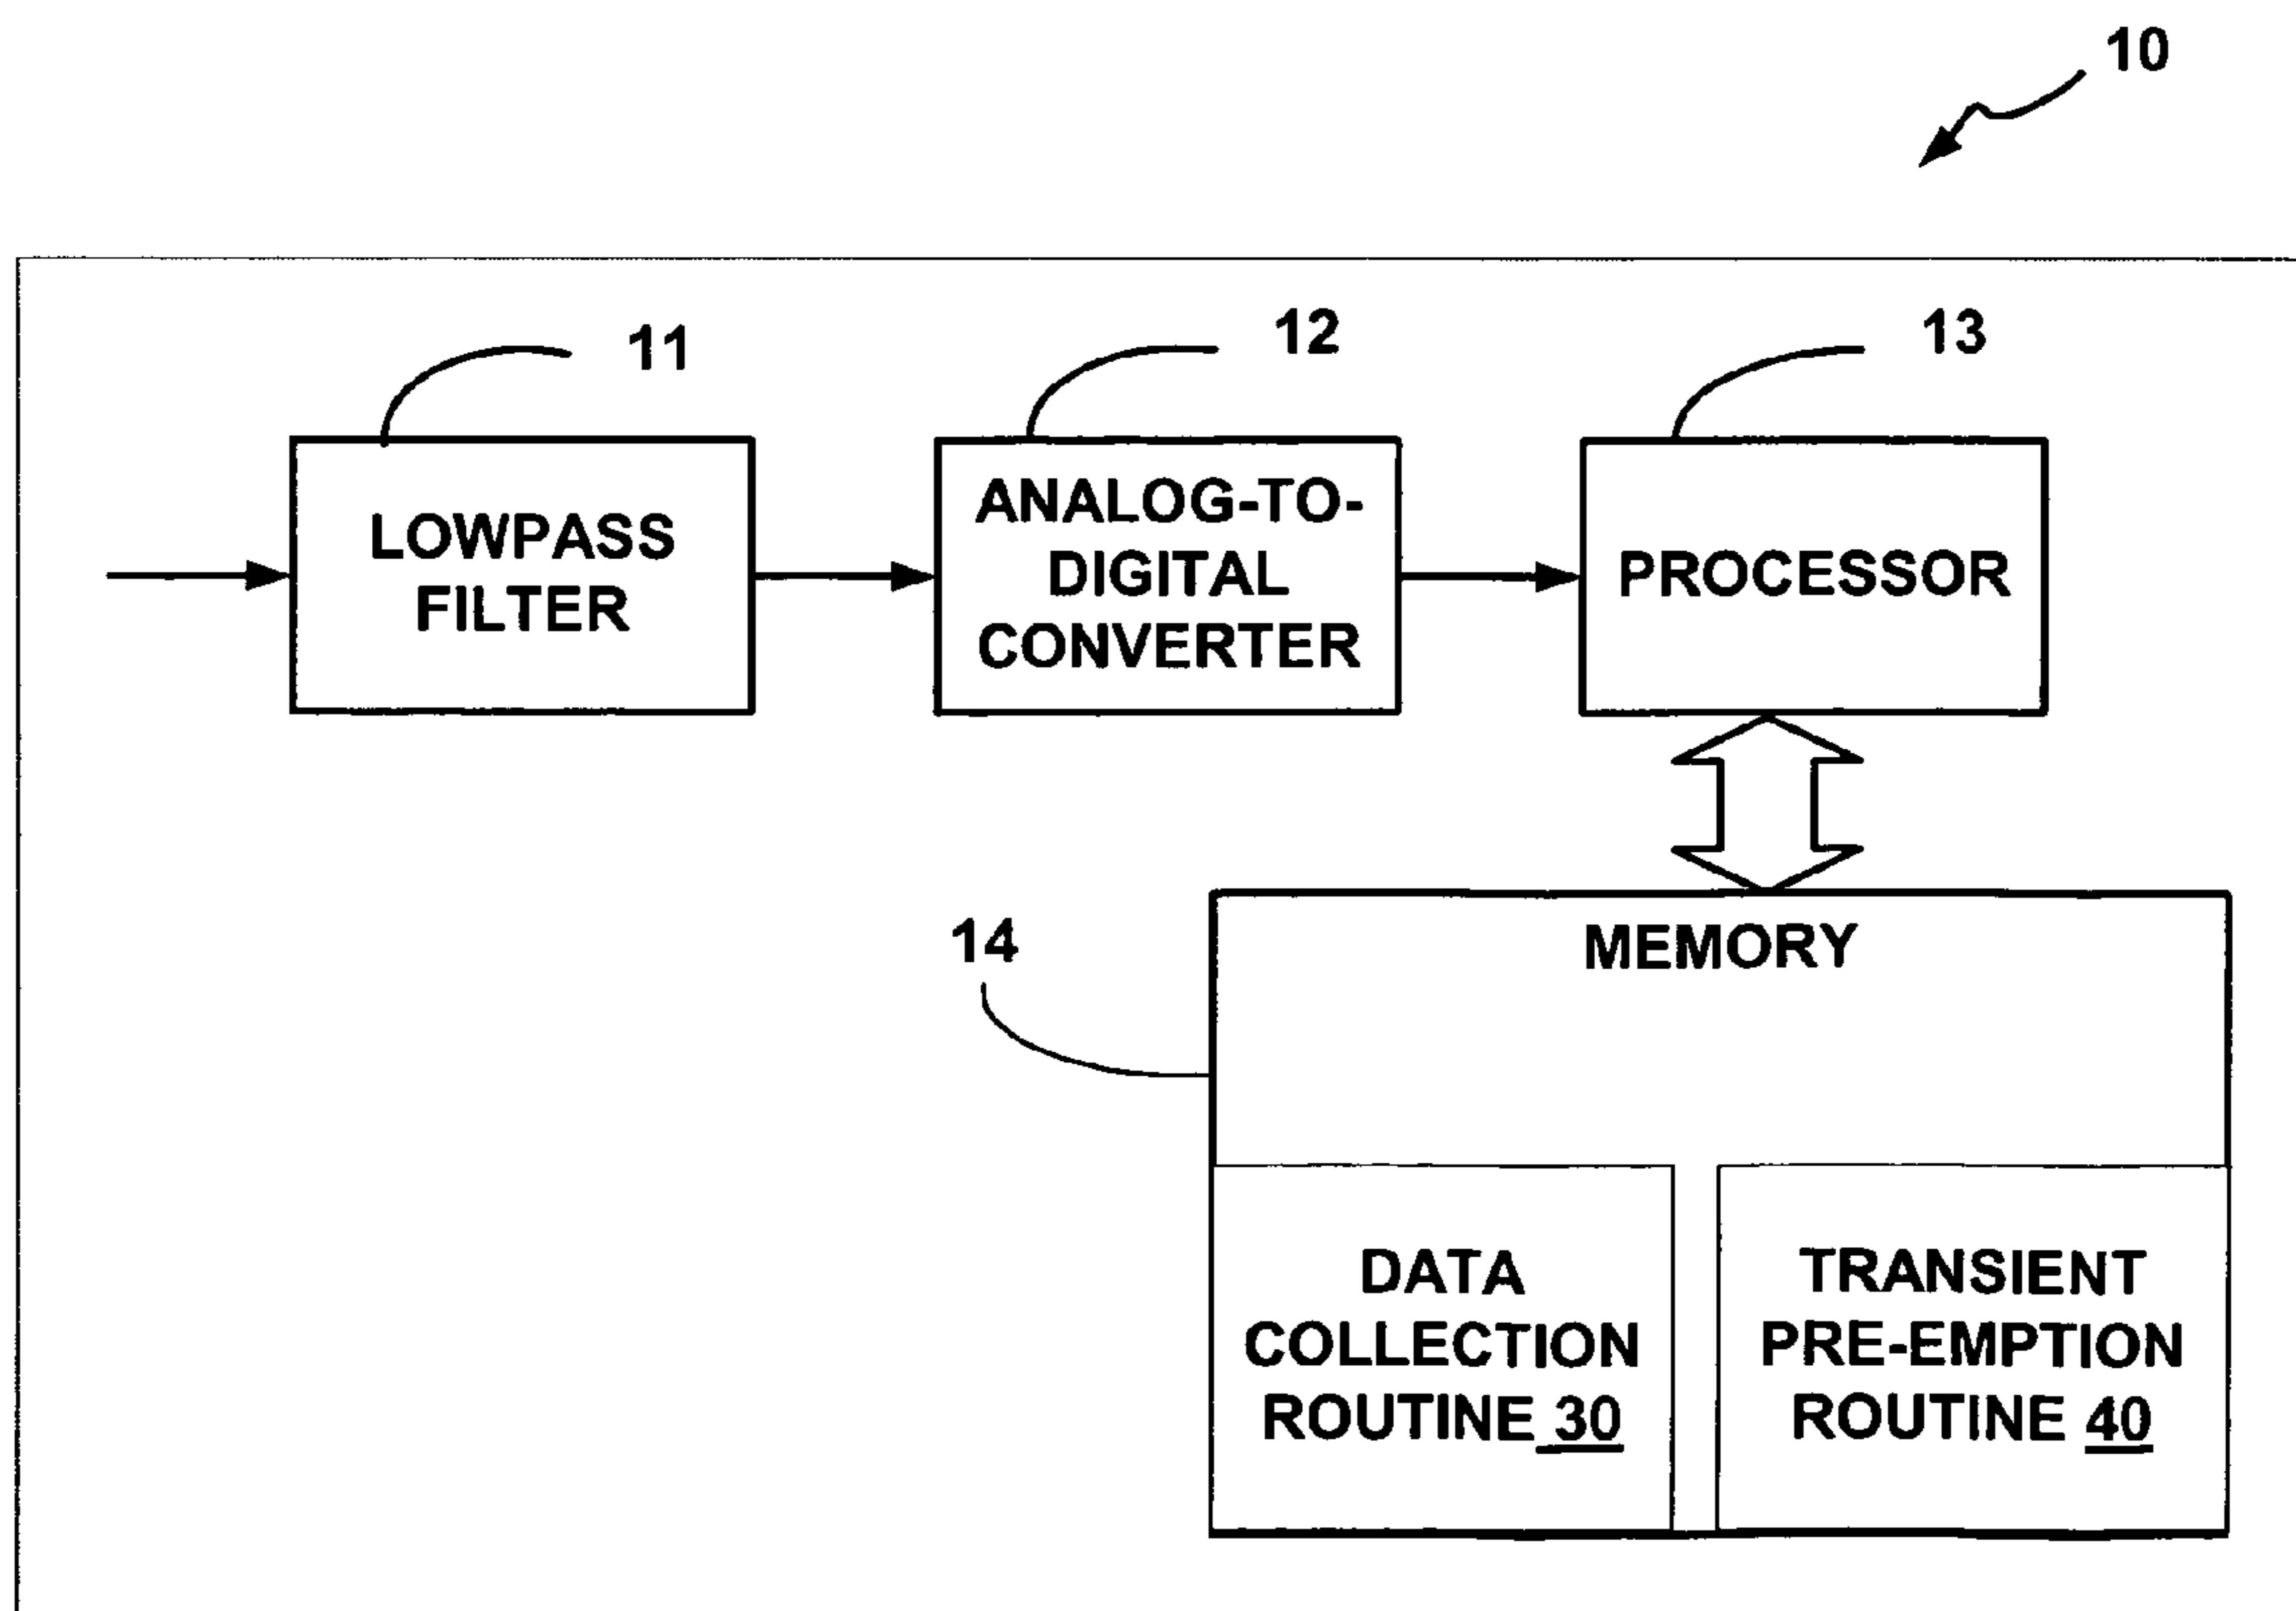 10
11
12
13
LOWPASS
FILTER
ANALOG-TO-
DIGITAL
CONVERTER
PROCESSOR
14
MEMORY
DATA
COLLECTION
ROUTINE 30
TRANSIENT
PRE-EMPTION
ROUTINE 40